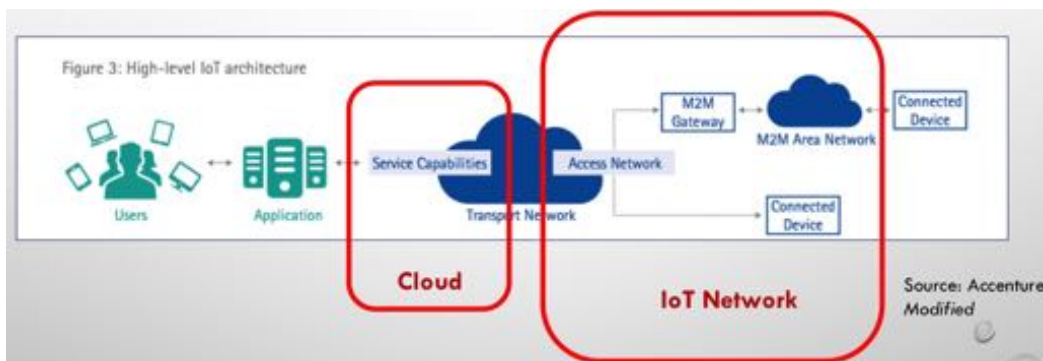 Figure 3: High-level IoT architecture
Users
Application
Service Capabilities
Transport Network
Access Network
M2M
Gateway
M2M Area Network
Connected
Device
Connected
Device
Cloud
IoT Network
Source: Accenture
Modified